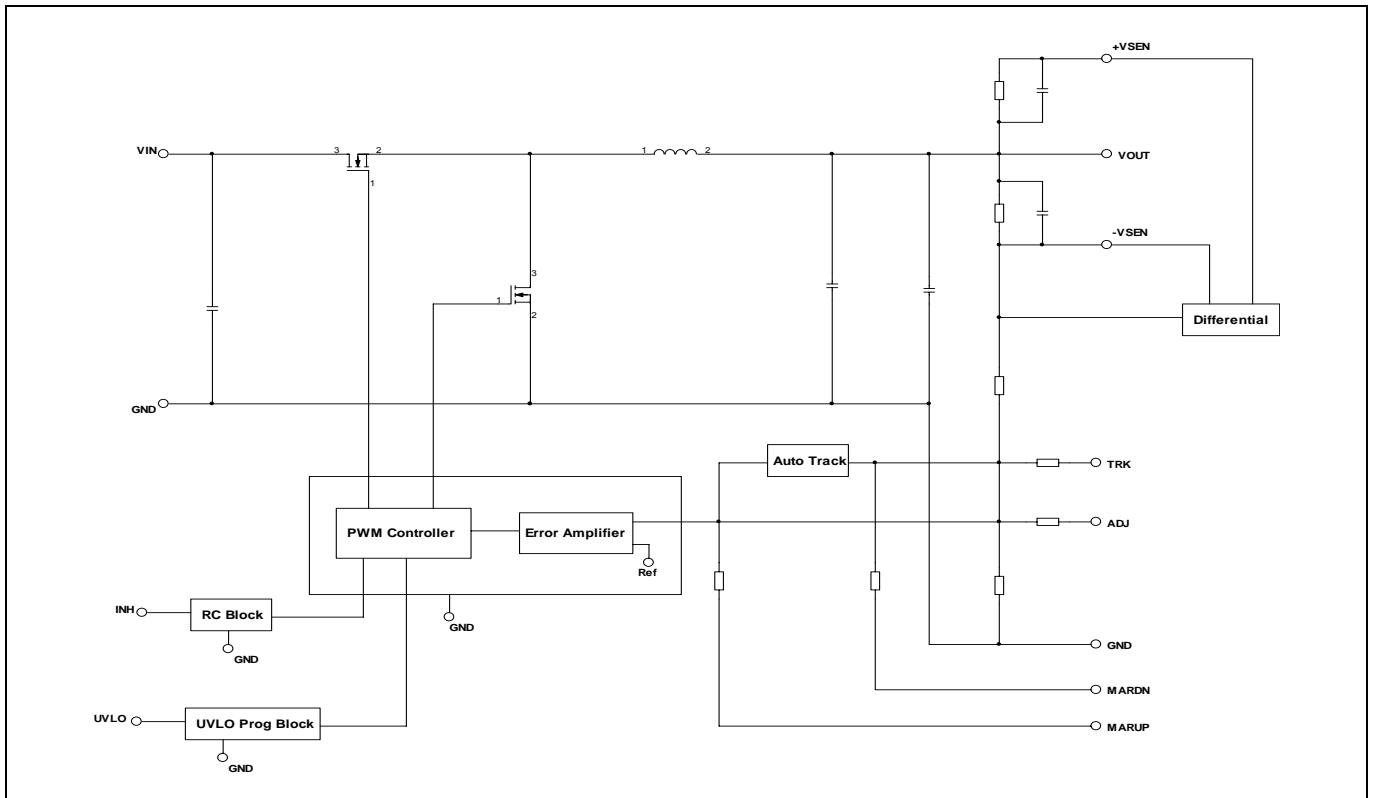 +VSEN
VIN
3
2
1
1
2
VOUT
-VSEN
3
1
2
Differential
GND
Auto Track
TRK
PWM Controller
Error Amplifier
ADJ
Ref
INH
RC Block
GND
GND
GND
MARDN
UVLO
UVLO Prog Block
MARUP
GND